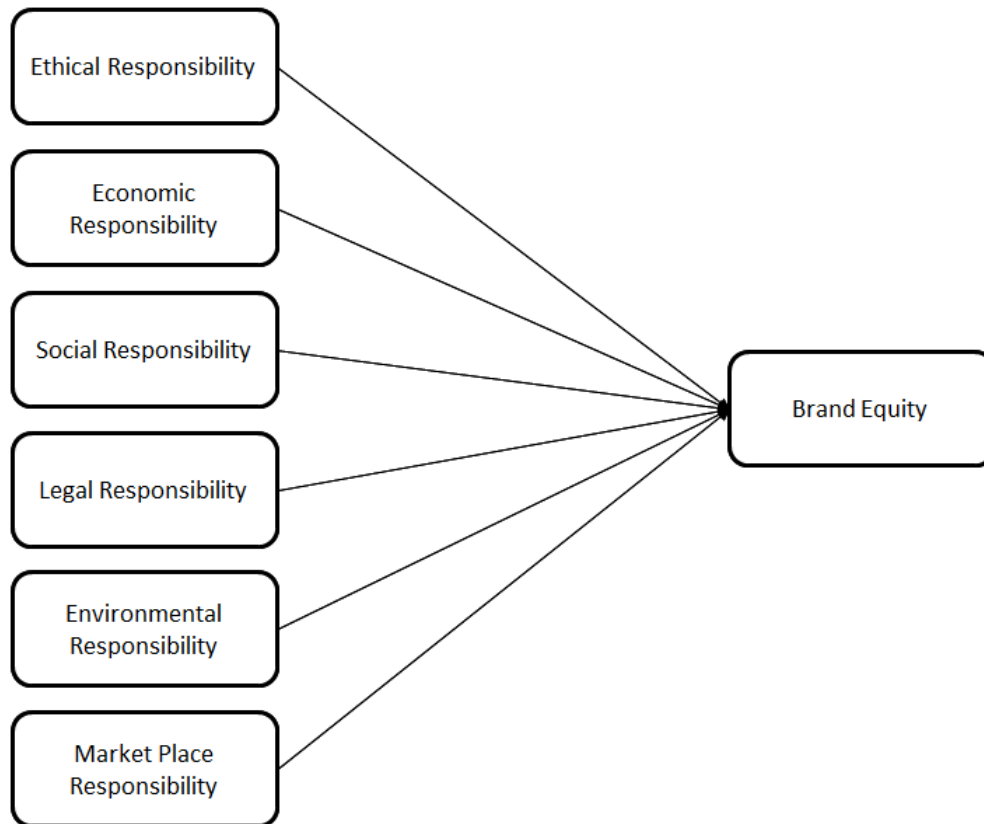 Ethical Responsibility
Economic
Responsibility
Social Responsibility
Brand Equity
Legal Responsibility
Environmental
Responsibility
Market Place
Responsibility